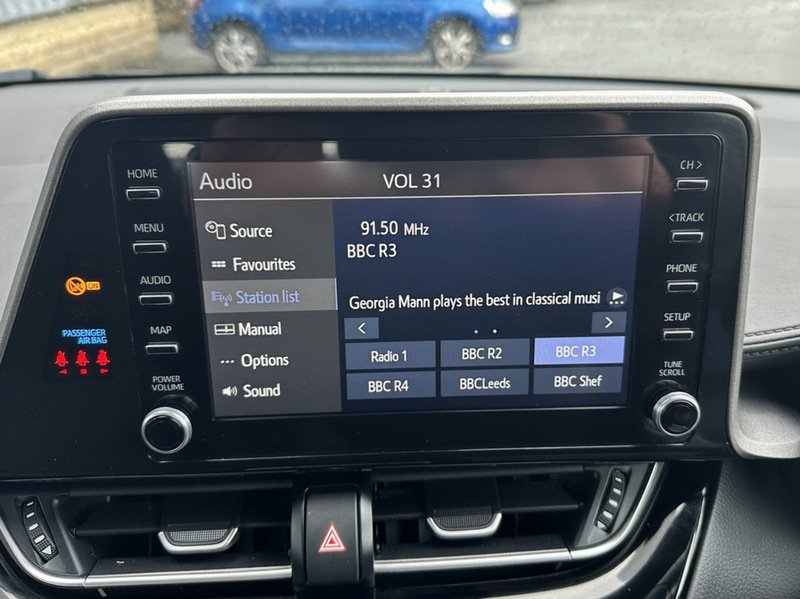 HOME
MENU
AUDIO
MAP
POWER
VOLUME
ON
PASSENGER
AIR BAG
Audio
VOL 31
Source
Favourites
Station list
Manual
Options
Sound
91.50 MHz
BBC R3
Georgia Mann plays the best in classical musi
Radio 1
BBC R2
BBC R3
BBC R4
BBCLeeds
BBC Shef
CH >
< TRACK
PHONE
SETUP
TUNE
SCROLL